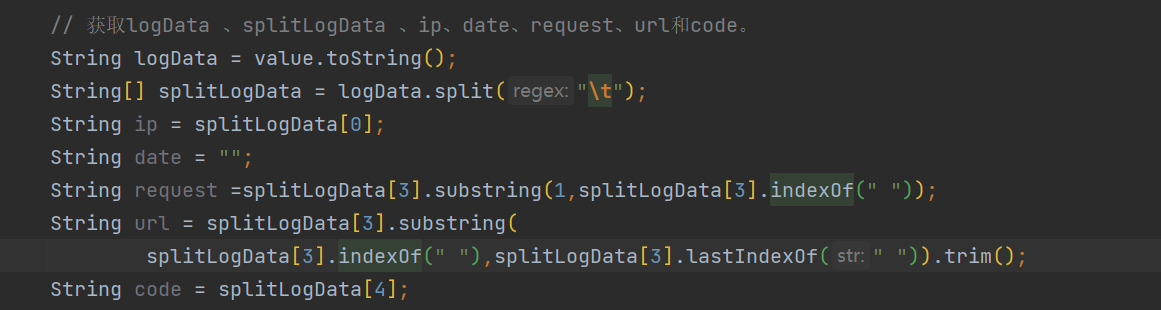 // 获取logData 、splitLogData 、ip、date、request、url和code。
String logData = value.toString();
String[] splitLogData = logData.split( regex: "\t");
String ip = splitLogData[0];
String date = "";
String request =splitLogData[3].substring(1,splitLogData[3].indexOf(" "));
String url = splitLogData[3].substring(
splitLogData[3].indexOf(" "),splitLogData[3].lastIndexOf( str: " ")).trim();
String code = splitLogData[4];